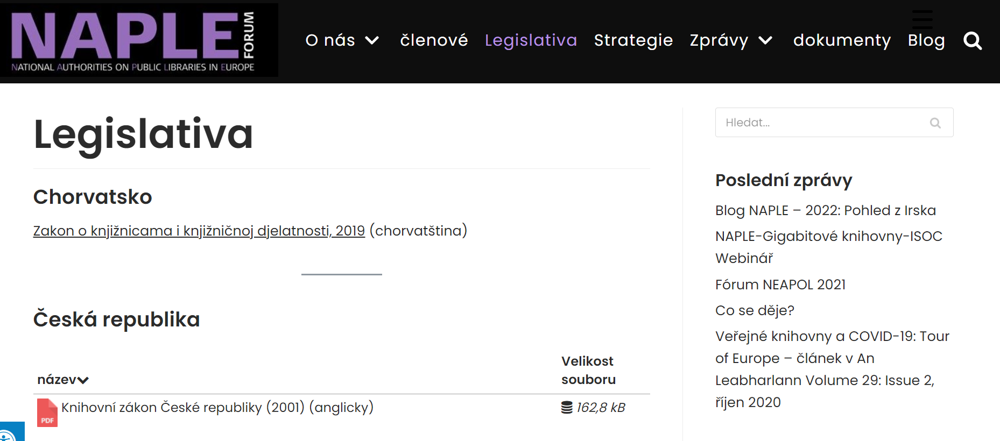 NAPLE FORUM
NATIONAL AUTHORITIES ON PUBLIC LIBRARIES IN EUROPE
O nás členové Legislativa Strategie Zprávy dokumenty Blog
Legislativa
Chorvatsko
Zakon o knjižnicama i knjižničnoj djelatnosti, 2019 (chorvatština)
Česká republika
název
Velikost
souboru
PDF Knihovní zákon České republiky (2001) (anglicky)
162,8 kB
Hledat...
Poslední zprávy
Blog NAPLE – 2022: Pohled z Irska
NAPLE-Gigabitové knihovny-ISOC
Webinář
Fórum NEAPOL 2021
Co se děje?
Veřejné knihovny a COVID-19: Tour
of Europe – článek v An
Leabharlann Volume 29: Issue 2,
říjen 2020